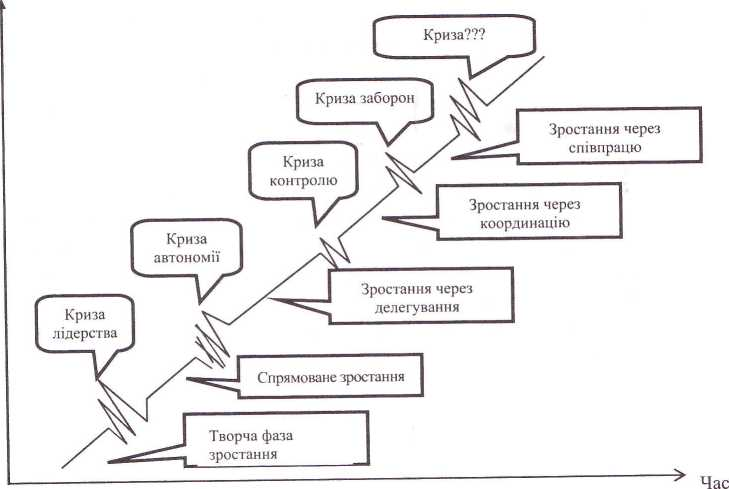 Криза???
Криза заборон
Зростання через
співпрацю
Криза
контролю
Зростання через
координацію
Криза
автономії
Зростання через
делегування
Криза
лідерства
Спрямоване зростання
Творча фаза
зростання
Час